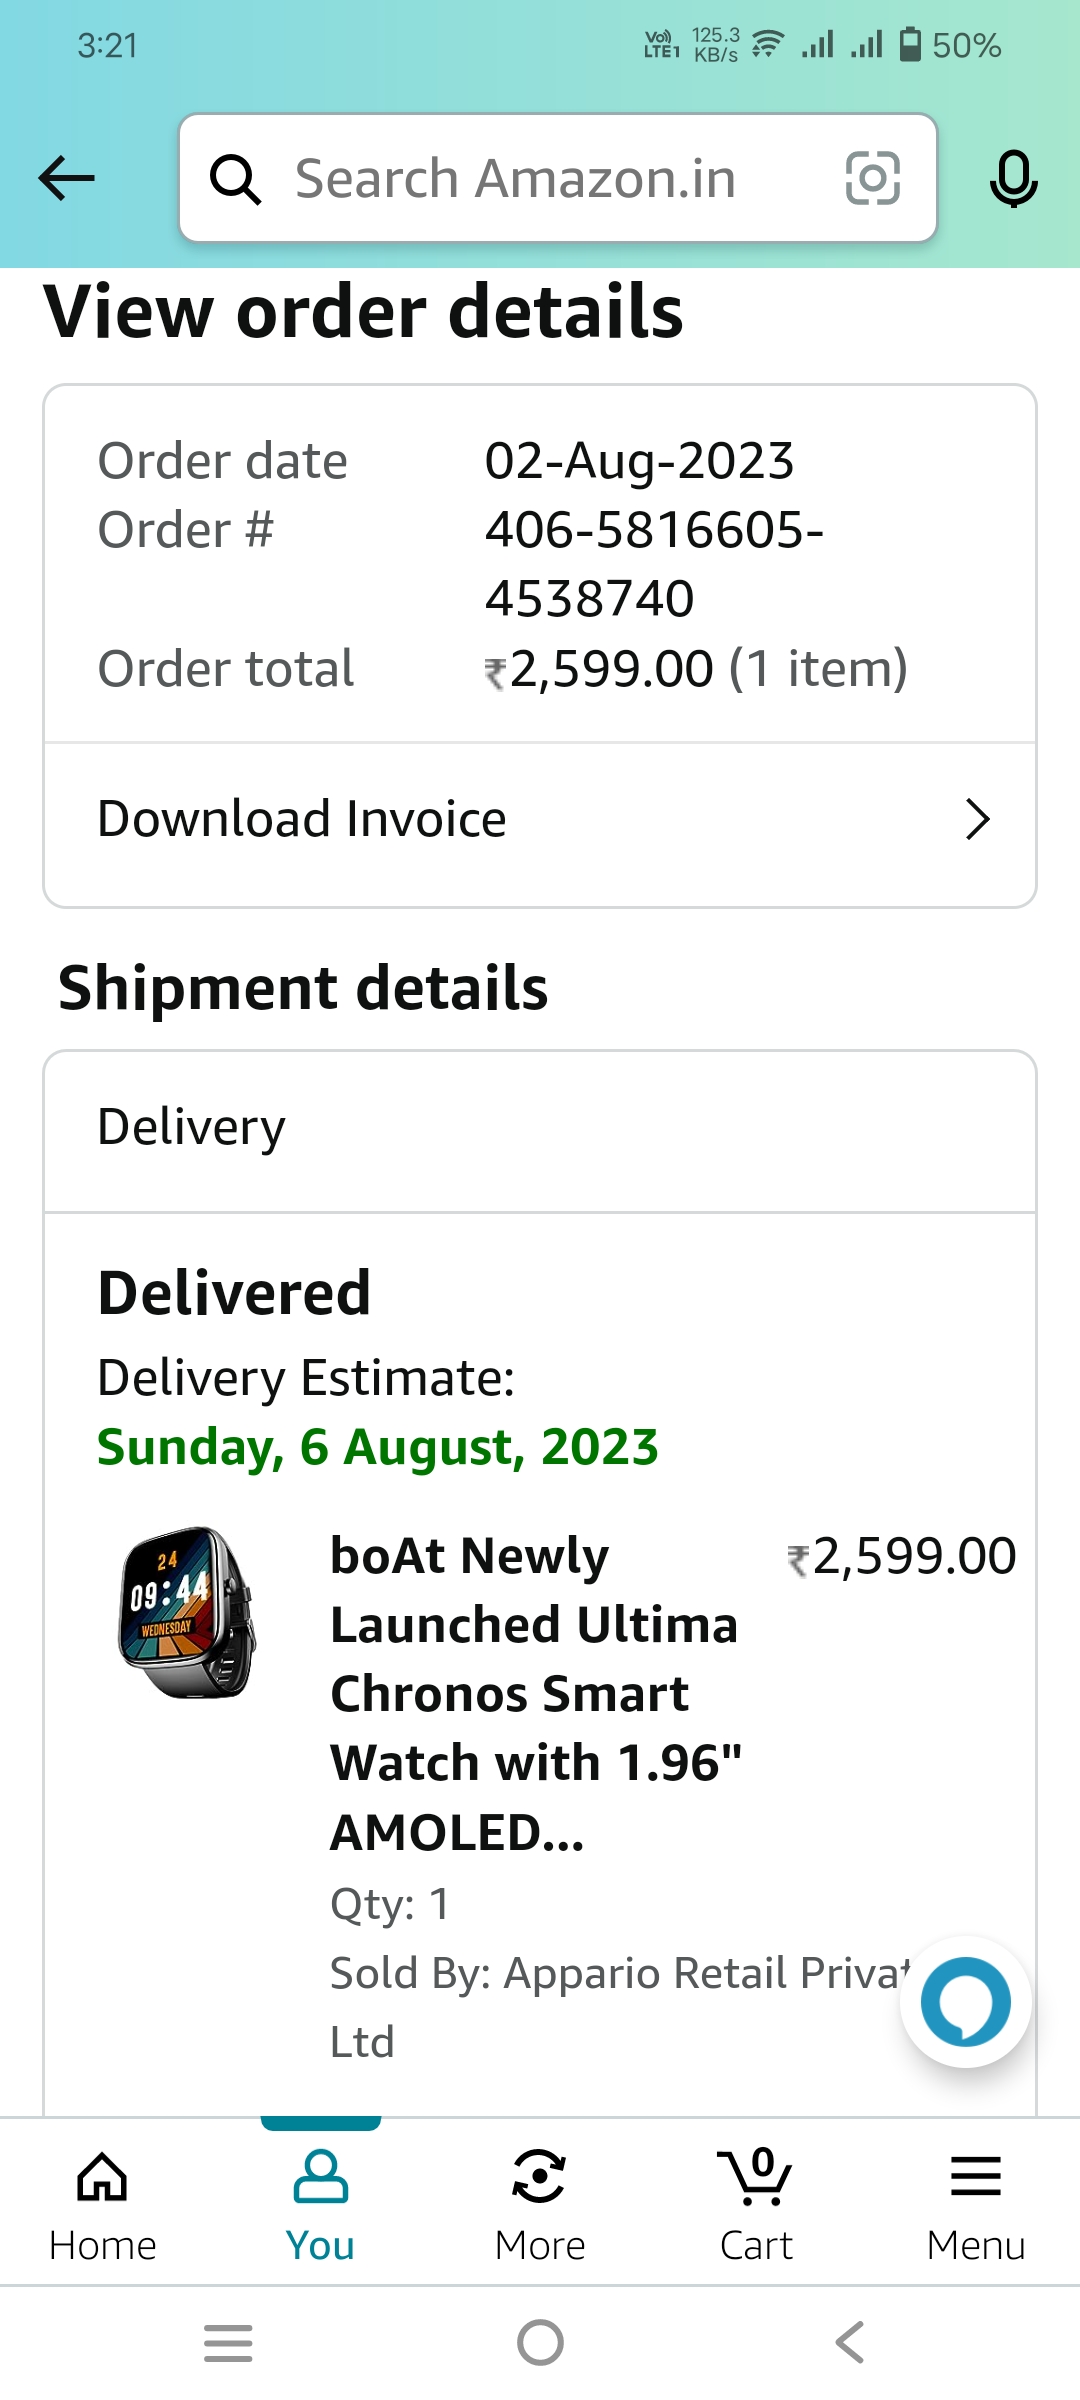 3:21
Vo)) LTE1 125.3 KB/s 50%
Search Amazon.in
View order details
Order date 02-Aug-2023
Order # 406-5816605-
4538740
Order total ₹2,599.00 (1 item)
Download Invoice
Shipment details
Delivery
Delivered
Delivery Estimate:
Sunday, 6 August, 2023
24
09:44
WEDNESDAY
boAt Newly ₹2,599.00
Launched Ultima
Chronos Smart
Watch with 1.96"
AMOLED...
Qty: 1
Sold By: Appario Retail Privat
Ltd
0
Home You More Cart Menu